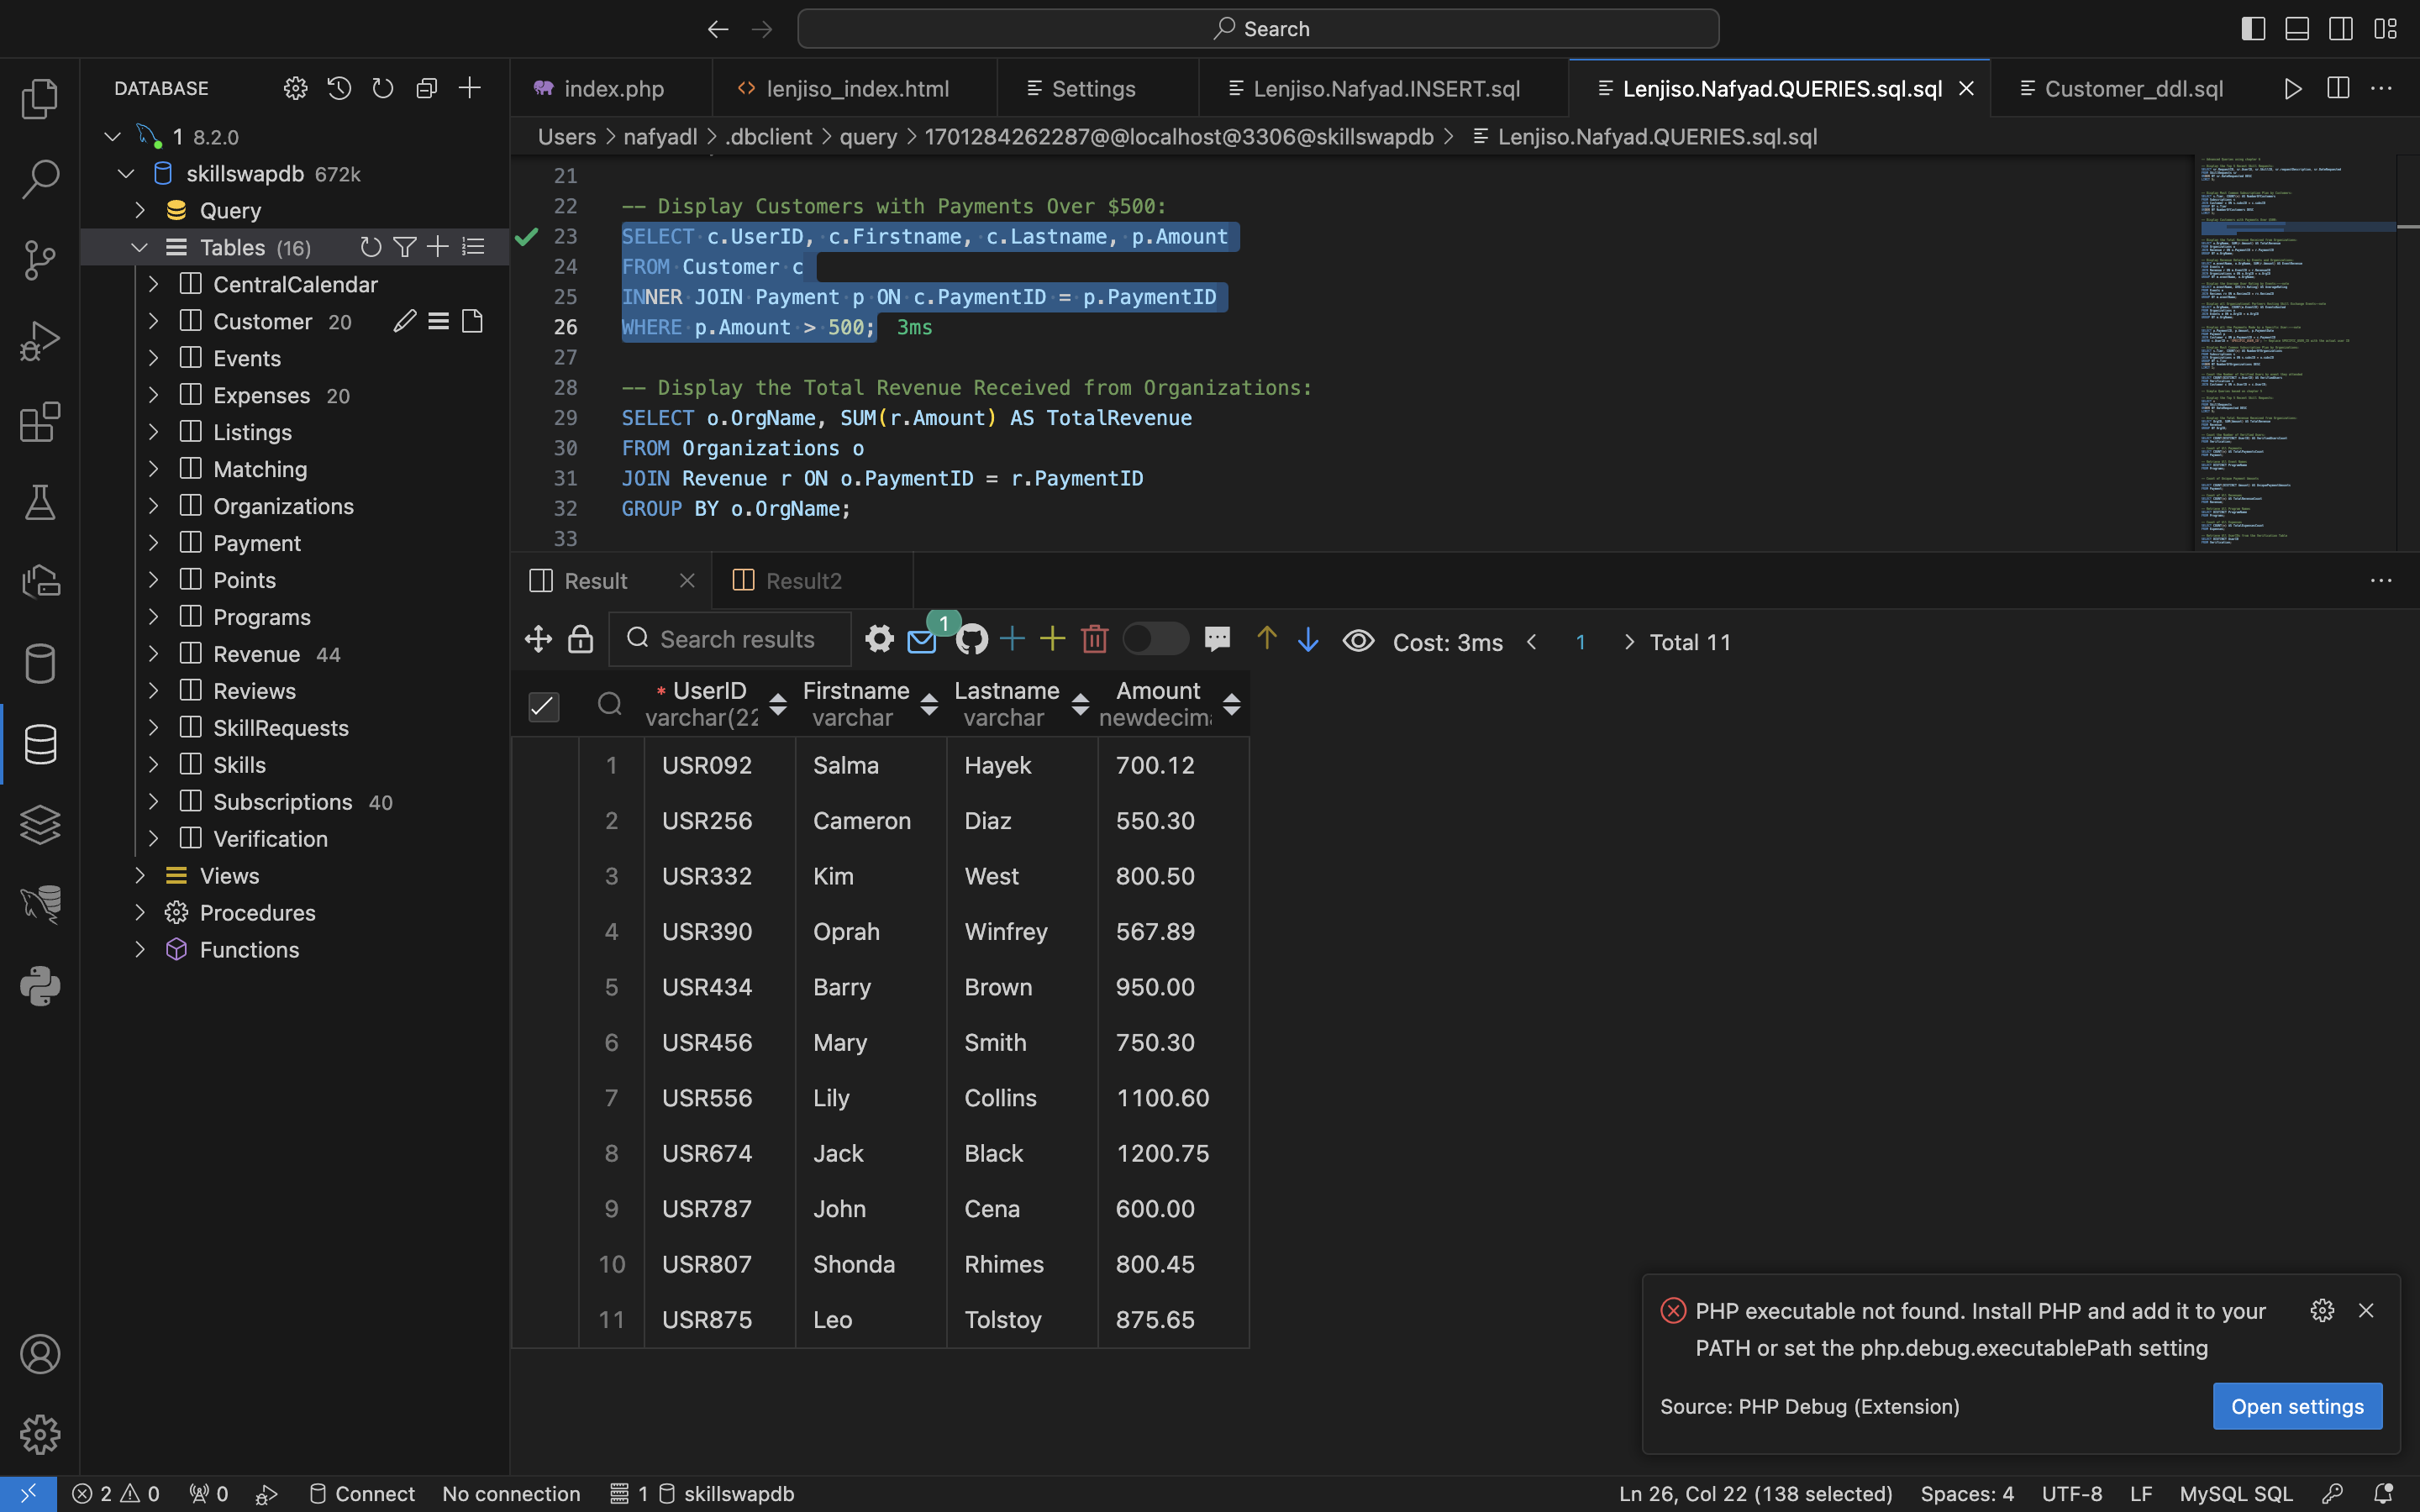 Search
DATABASE
index.php
lenjiso_index.html
Settings
Lenjiso.Nafyad.INSERT.sql
Lenjiso.Nafyad.QUERIES.sql.sql
Customer_ddl.sql
Users > nafyadl > .dbclient > query > 1701284262287@@localhost@3306@skillswapdb > Lenjiso.Nafyad.QUERIES.sql.sql
1 8.2.0
skillswapdb 672k
Query
Tables (16)
CentralCalendar
Customer 20
Events
Expenses 20
Listings
Matching
Organizations
Payment
Points
Programs
Revenue 44
Reviews
SkillRequests
Skills
Subscriptions 40
Verification
Views
Procedures
Functions
21
22 -- Display Customers with Payments Over $500:
23 SELECT c.UserID, c.Firstname, c.Lastname, p.Amount
24 FROM Customer c
25 INNER JOIN Payment p ON c.PaymentID = p.PaymentID
26 WHERE p.Amount > 500; 3ms
27
28 -- Display the Total Revenue Received from Organizations:
29 SELECT o.OrgName, SUM(r.Amount) AS TotalRevenue
30 FROM Organizations o
31 JOIN Revenue r ON o.PaymentID = r.PaymentID
32 GROUP BY o.OrgName;
33
Result
Result2
Search results
1
Cost: 3ms < 1 > Total 11
* UserID Firstname Lastname Amount
varchar(22 varchar varchar newdecima
1 USR092 Salma Hayek 700.12
2 USR256 Cameron Diaz 550.30
3 USR332 Kim West 800.50
4 USR390 Oprah Winfrey 567.89
5 USR434 Barry Brown 950.00
6 USR456 Mary Smith 750.30
7 USR556 Lily Collins 1100.60
8 USR674 Jack Black 1200.75
9 USR787 John Cena 600.00
10 USR807 Shonda Rhimes 800.45
11 USR875 Leo Tolstoy 875.65
PHP executable not found. Install PHP and add it to your
PATH or set the php.debug.executablePath setting
Source: PHP Debug (Extension)
Open settings
2 0 0 Connect No connection 1 skillswapdb
Ln 26, Col 22 (138 selected) Spaces: 4 UTF-8 LF MySQL SQL